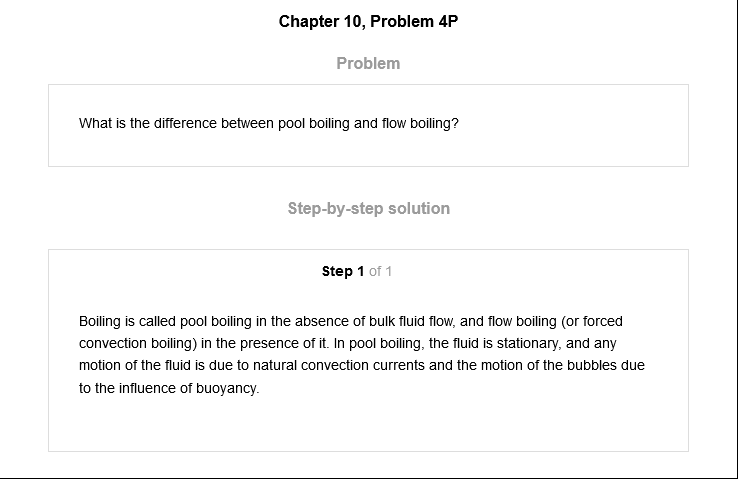 Chapter 10, Problem 4P
Problem
What is the difference between pool boiling and flow boiling?
Step-by-step solution
Step 1 of 1
Boiling is called pool boiling in the absence of bulk fluid flow, and flow boiling (or forced
convection boiling) in the presence of it. In pool boiling, the fluid is stationary, and any
motion of the fluid is due to natural convection currents and the motion of the bubbles due
to the influence of buoyancy.